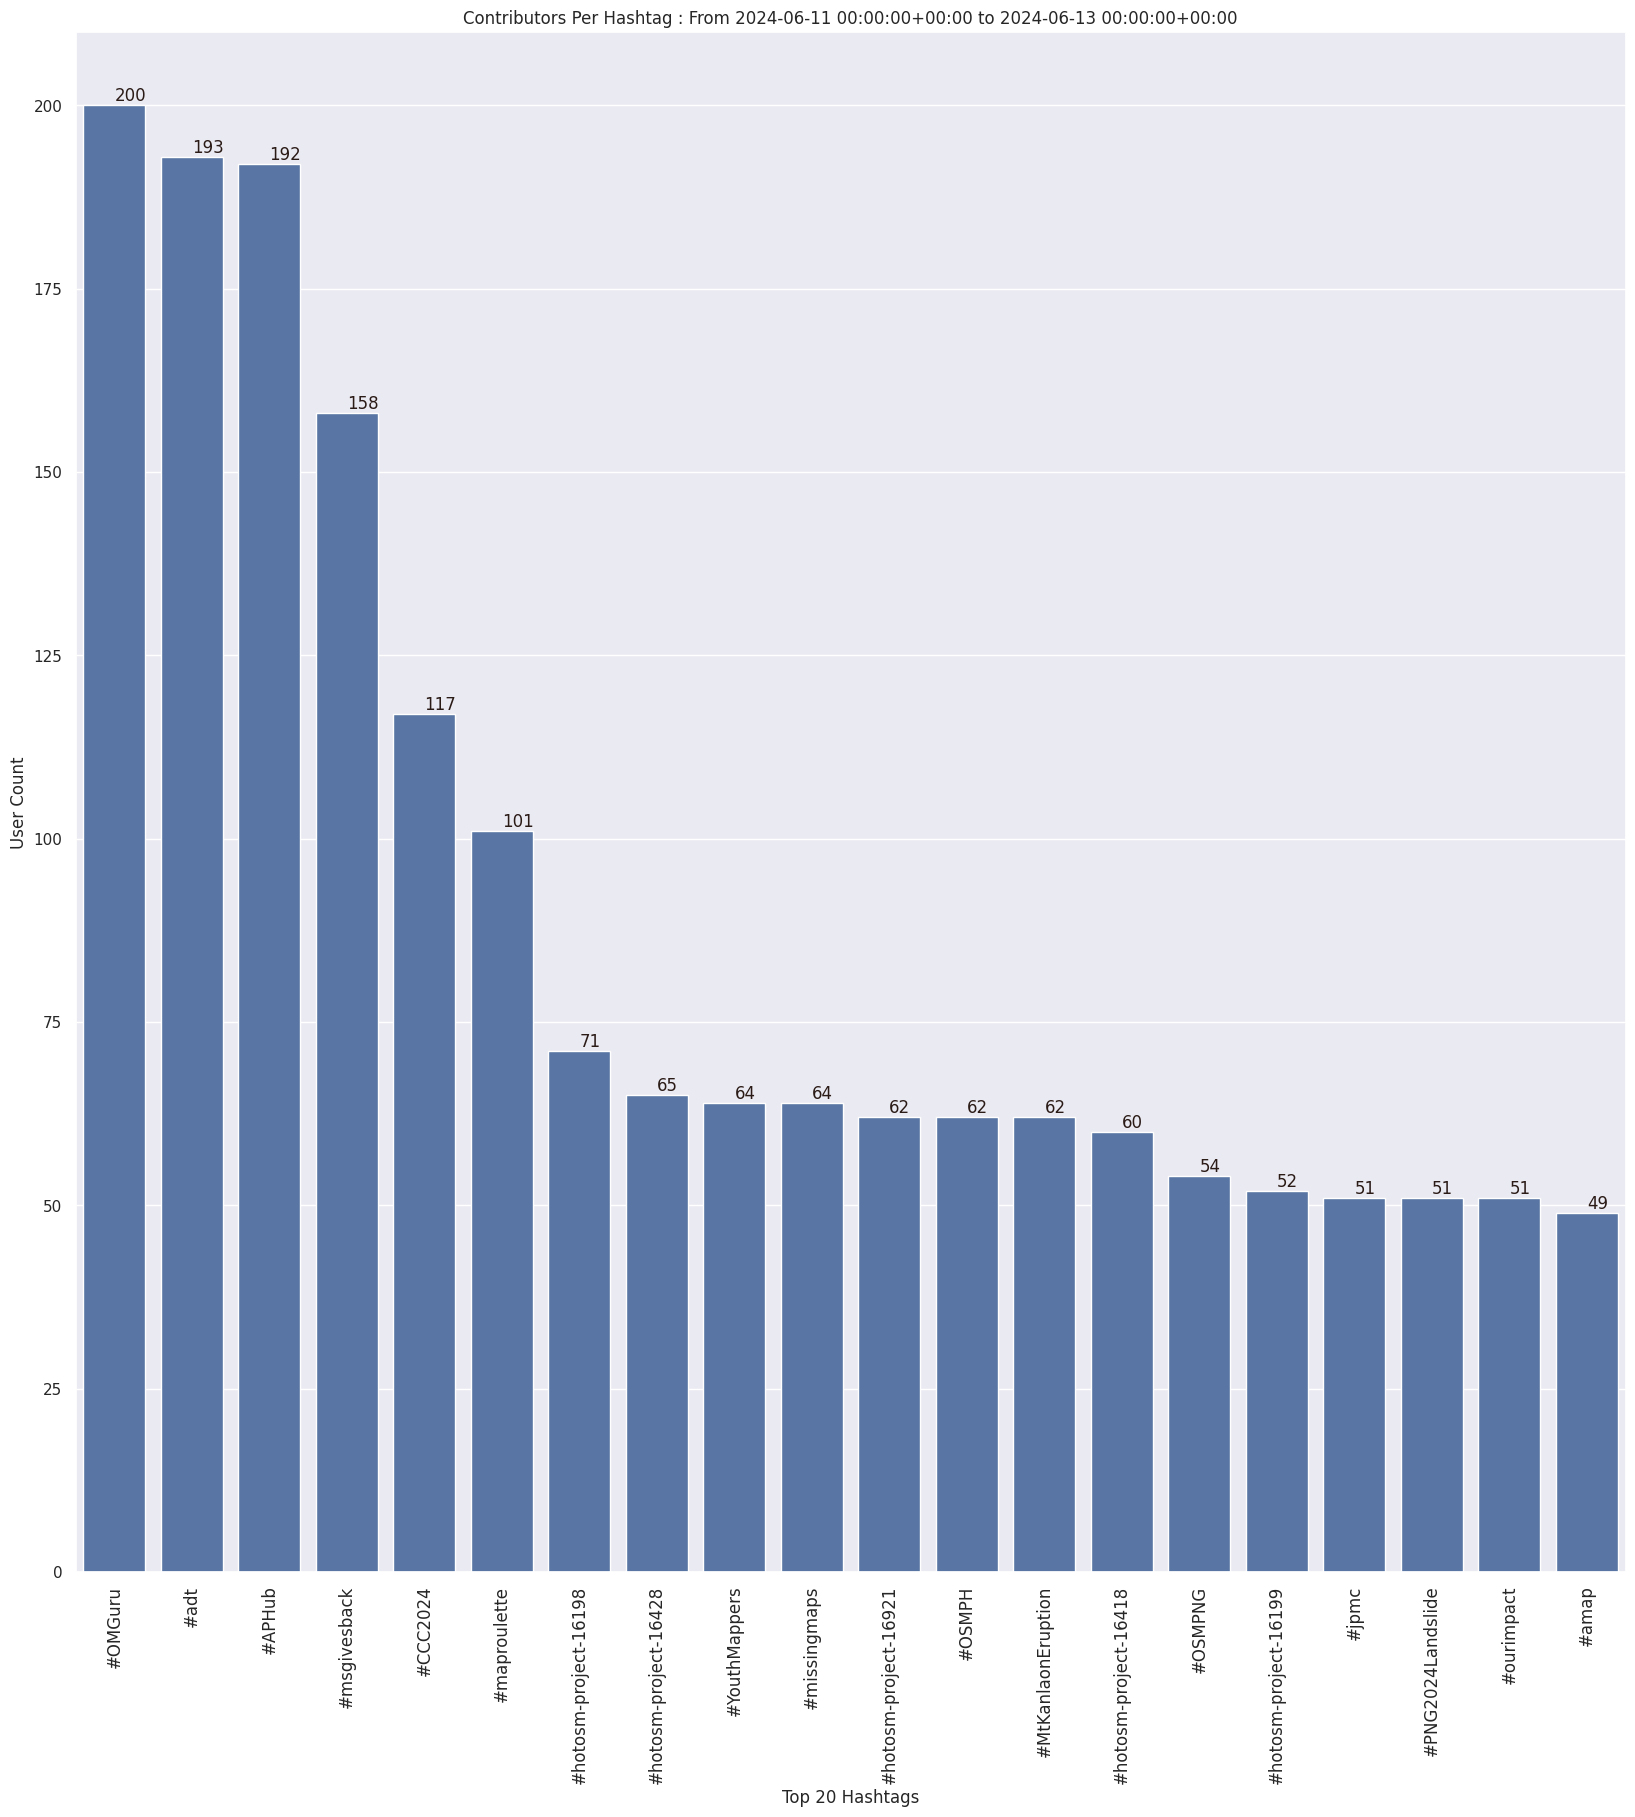 Contributors Per Hashtag : From 2024-06-11 00:00:00+00:00 to 2024-06-13 00:00:00+00:00
User Count
200
175
150
125
100
75
50
25
0
200
193
192
158
117
101
71
65
64
64
62
62
62
60
54
52
51
51
51
49
#OMGuru
#adt
#APHub
#msgivesback
#CCC2024
#maproulette
#hotosm-project-16198
#hotosm-project-16428
#YouthMappers
#missingmaps
#hotosm-project-16921
#OSMPH
#MtKanlaonEruption
#hotosm-project-16418
#OSMPNG
#hotosm-project-16199
#jpmc
#PNG2024Landslide
#ourimpact
#amap
Top 20 Hashtags